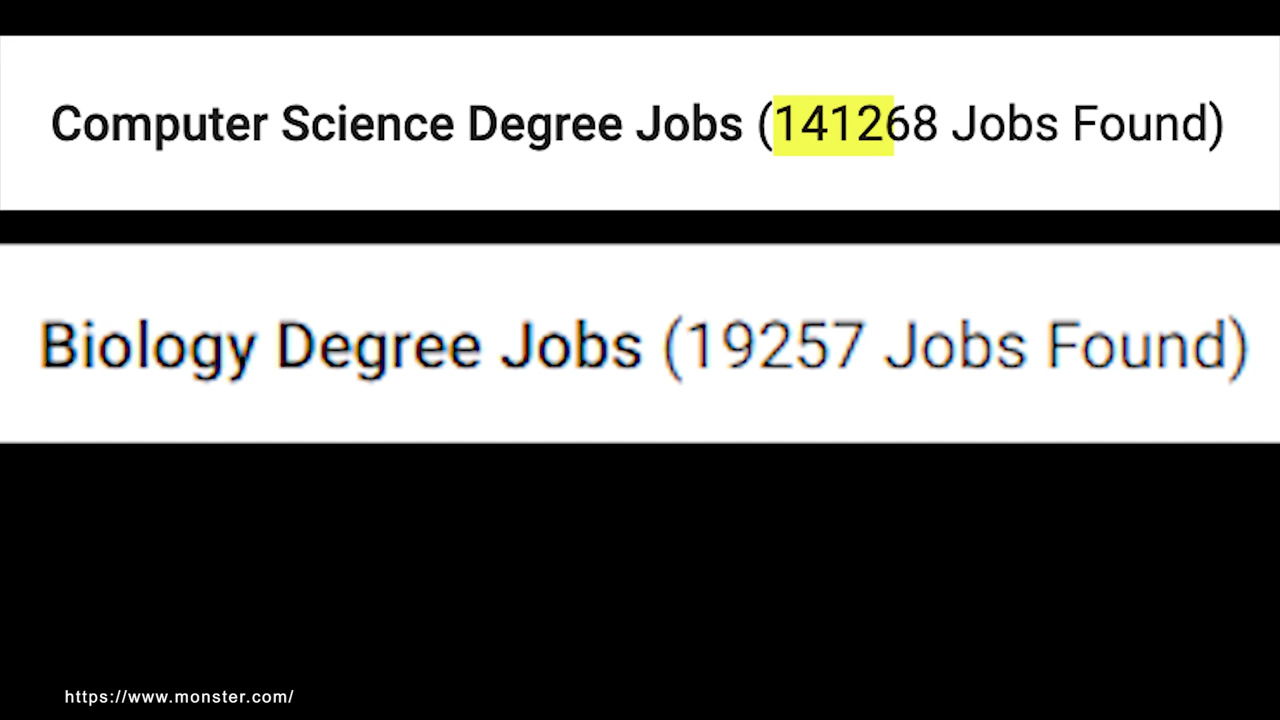 Computer Science Degree Jobs (141268 Jobs Found)
Biology Degree Jobs (19257 Jobs Found)
https://www.monster.com/